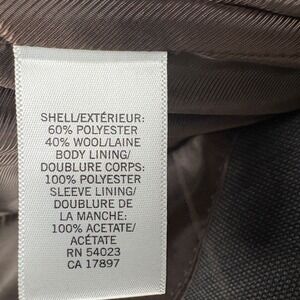 SHELL/EXTÉRIEUR:
60% POLYESTER
40% WOOL/LAINE
BODY LINING/
DOUBLURE CORPS:
100% POLYESTER
SLEEVE LINING/
DOUBLURE DE
LA MANCHE:
100% ACETATE/
ACÉTATE
RN 54023
CA 17897